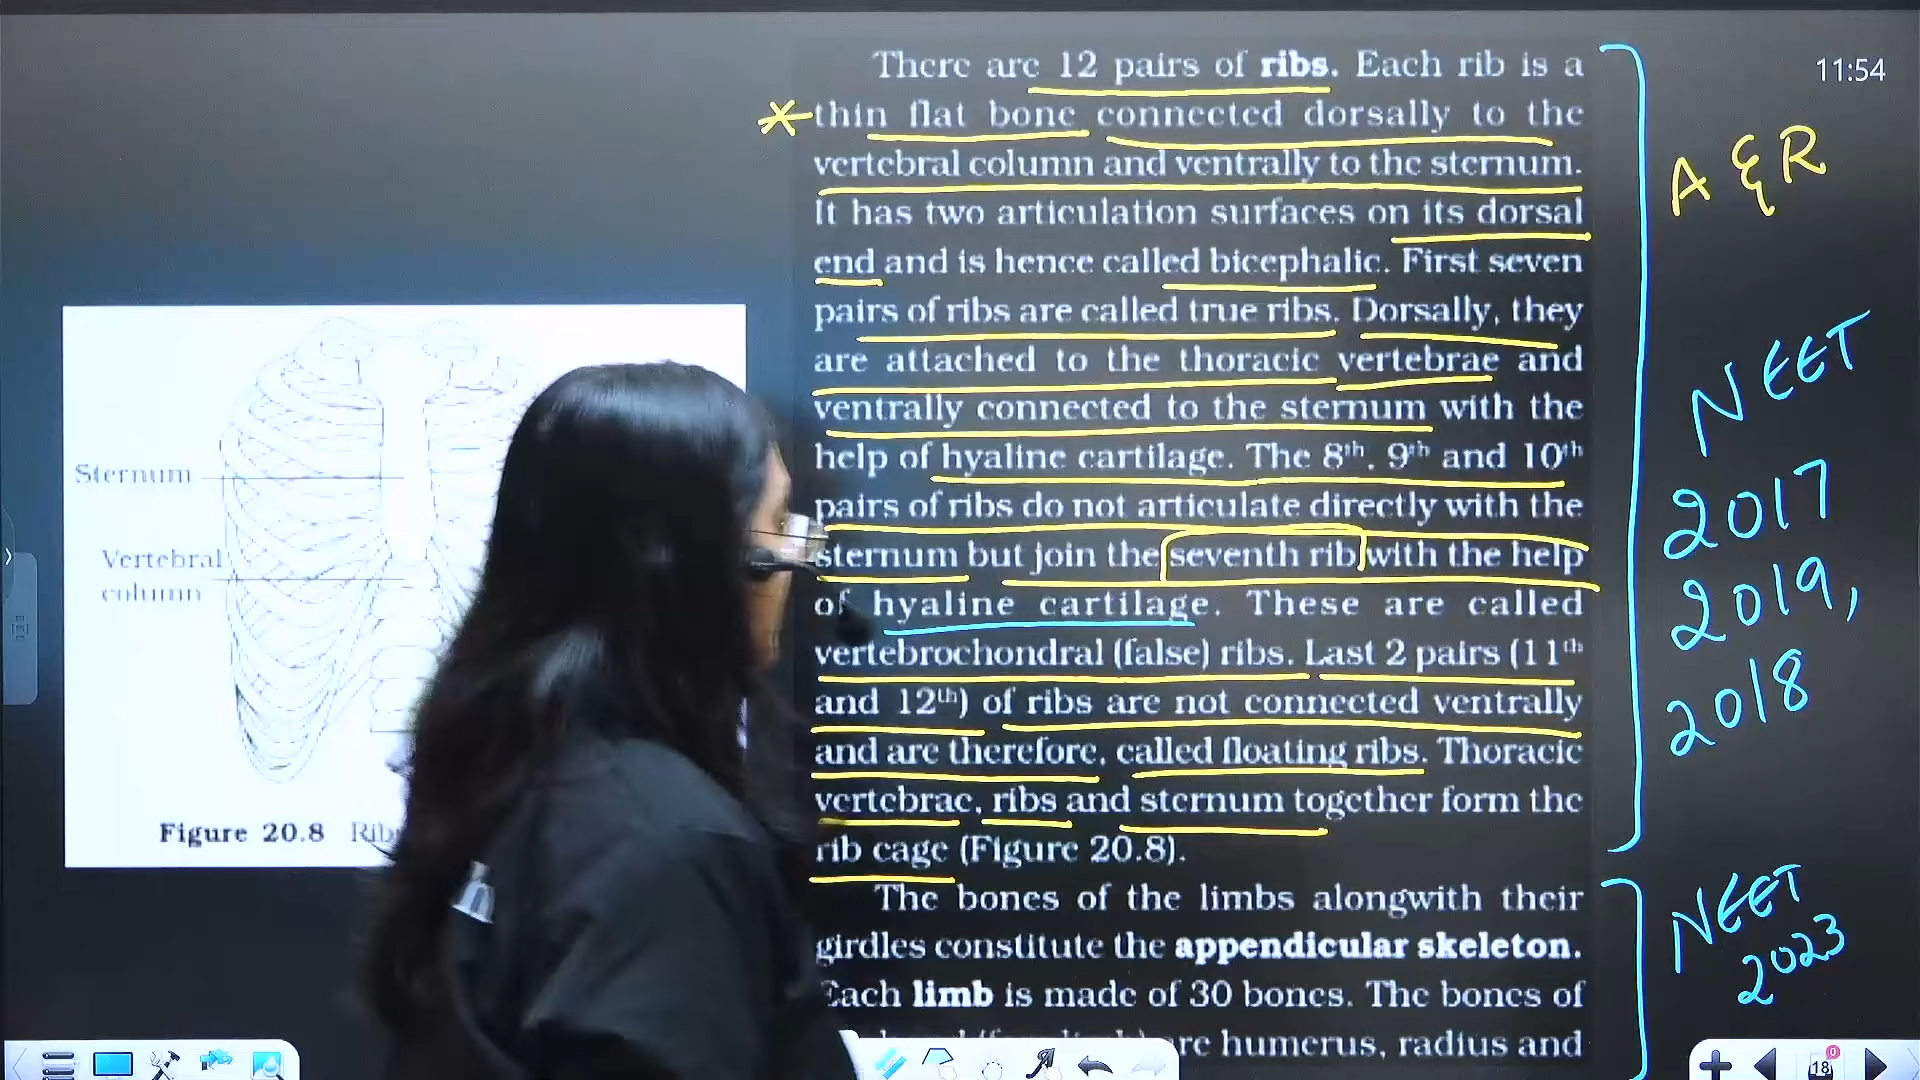 There are 12 pairs of ribs. Each rib is a
thin flat bone connected dorsally to the
vertebral column and ventrally to the sternum.
It has two articulation surfaces on its dorsal
end and is hence called bicephalic. First seven
pairs of ribs are called true ribs. Dorsally, they
are attached to the thoracic vertebrae and
ventrally connected to the sternum with the
help of hyaline cartilage. The 8th, 9th and 10th
pairs of ribs do not articulate directly with the
sternum but join the seventh rib with the help
of hyaline cartilage. These are called
vertebrochondral (false) ribs. Last 2 pairs (11th
and 12th) of ribs are not connected ventrally
and are therefore, called floating ribs. Thoracic
vertebrae, ribs and sternum together form the
rib cage (Figure 20.8).
The bones of the limbs alongwith their
girdles constitute the appendicular skeleton.
Each limb is made of 30 bones. The bones of
are humerus, radius and
Sternum
Vertebral
column
Figure 20.8
11:54
A & R
NEET
2017
2019,
2018
NEET
2023
18
0